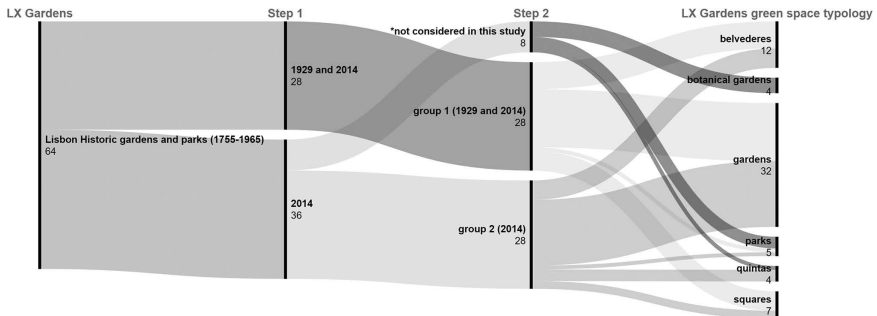 LX Gardens
Step 1
Step 2
LX Gardens green space typology
Lisbon Historic gardens and parks (1755-1965)
64
1929 and 2014
28
2014
36
*not considered in this study
8
group 1 (1929 and 2014)
28
group 2 (2014)
28
belvederes
12
botanical gardens
4
gardens
32
parks
5
quintas
4
squares
7